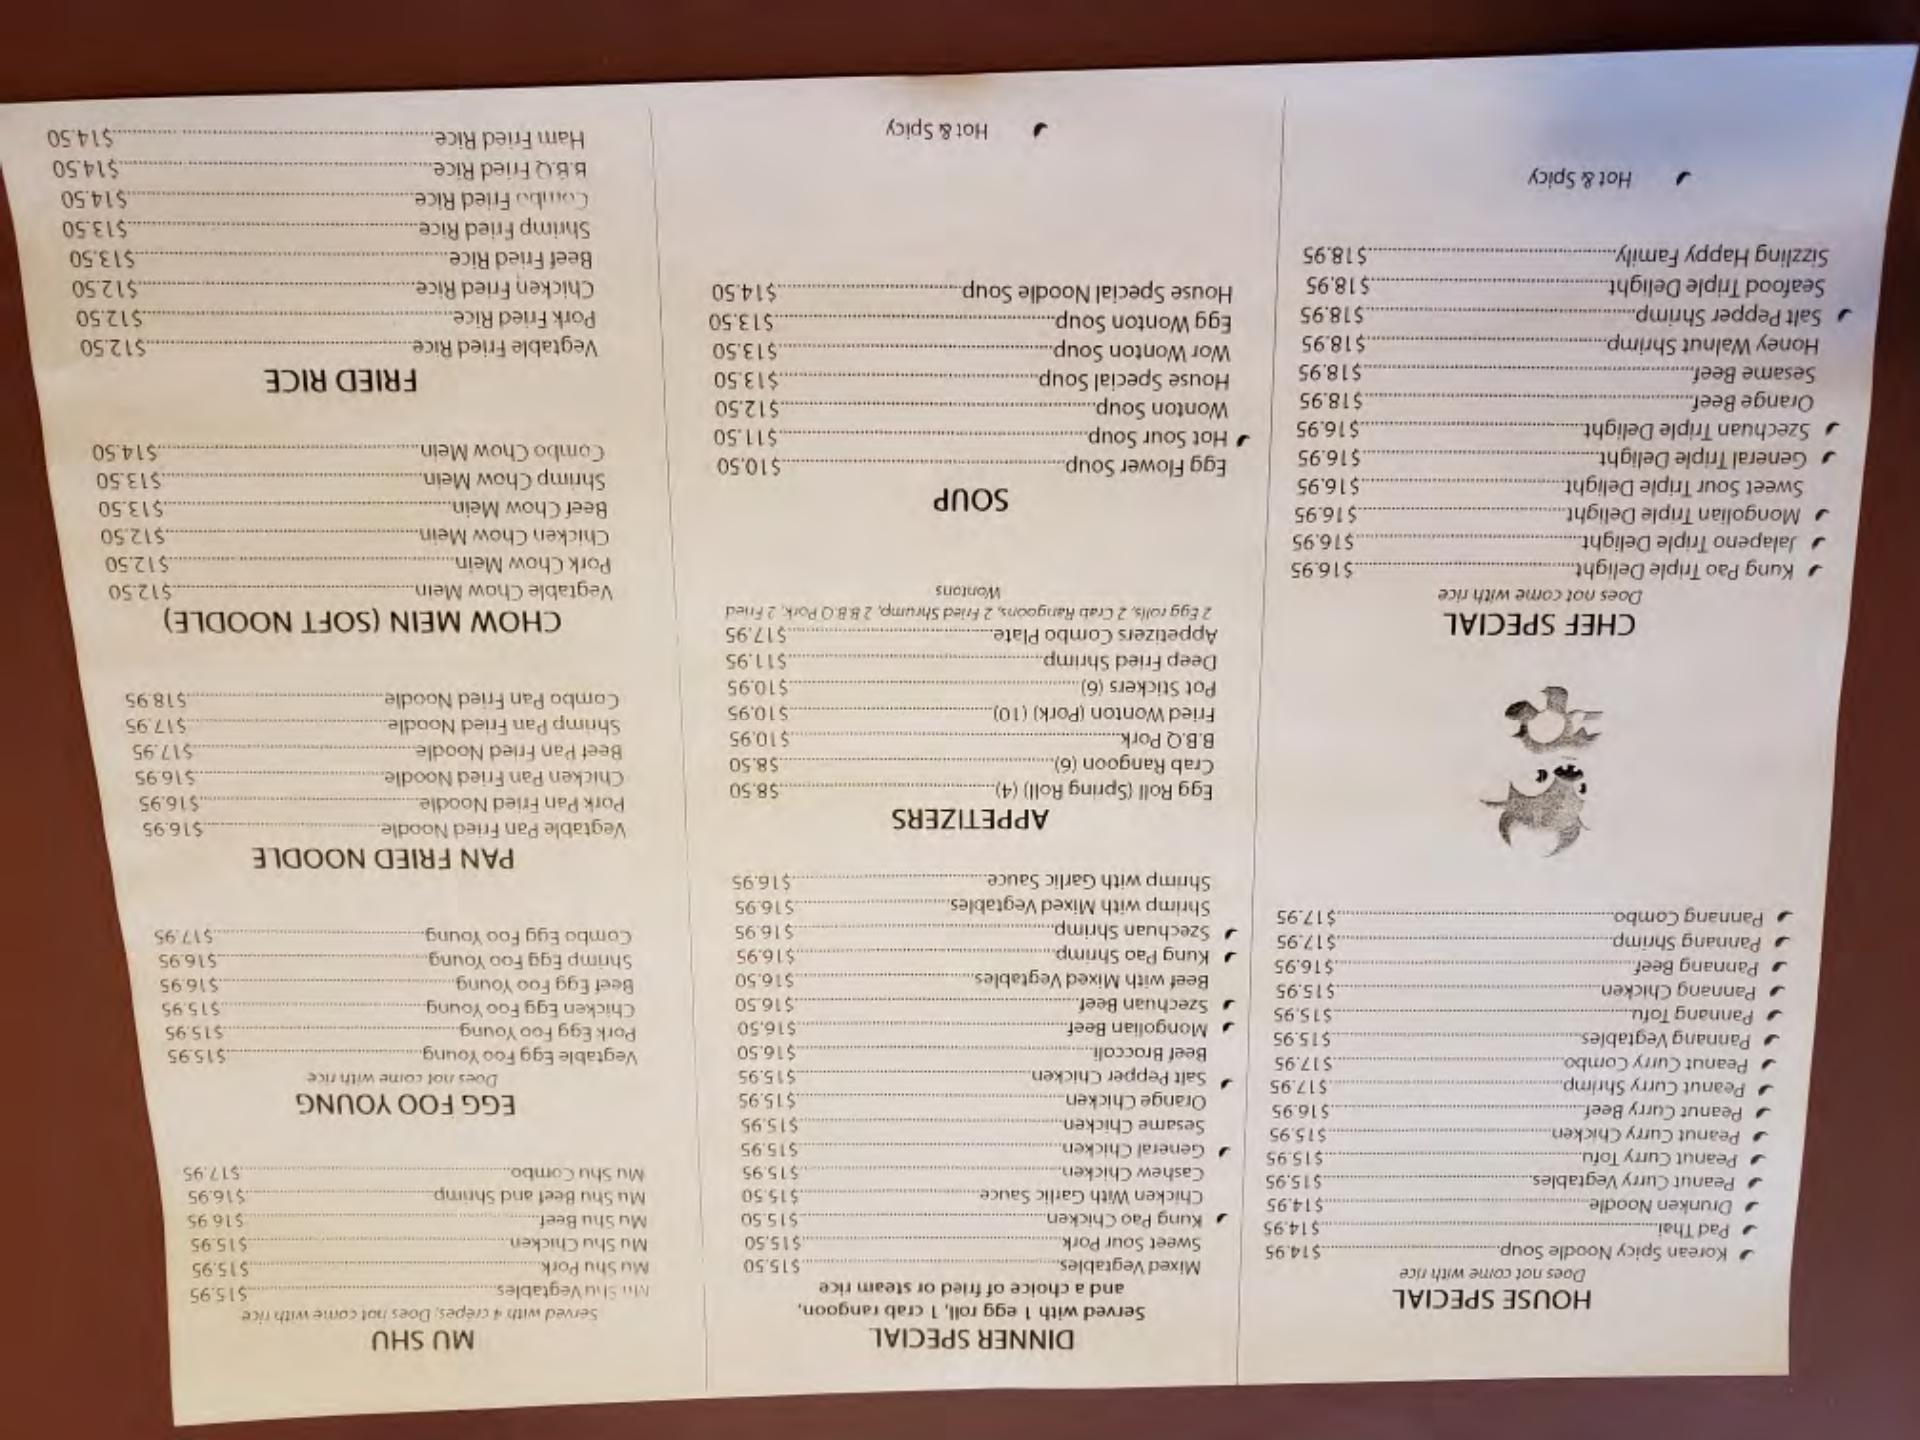 HOUSE SPECIAL
Does not come with rice
Korean Spicy Noodle Soup $14.95
Pad Thai $14.95
Drunken Noodle $14.95
Peanut Curry Vegtables $15.95
Peanut Curry Tofu $15.95
Peanut Curry Chicken $15.95
Peanut Curry Beef $16.95
Peanut Curry Shrimp $17.95
Peanut Curry Combo $17.95
Pannang Vegtables $15.95
Pannang Tofu $15.95
Pannang Chicken $15.95
Pannang Beef $16.95
Pannang Shrimp $17.95
Pannang Combo $17.95
CHEF SPECIAL
Does not come with rice
Kung Pao Triple Delight $16.95
Jalapeno Triple Delight $16.95
Mongolian Triple Delight $16.95
Sweet Sour Triple Delight $16.95
General Triple Delight $16.95
Szechuan Triple Delight $16.95
Orange Beef $18.95
Sesame Beef $18.95
Honey Walnut Shrimp $18.95
Salt Pepper Shrimp $18.95
Seafood Triple Delight $18.95
Sizzling Happy Family $18.95
Hot & Spicy
DINNER SPECIAL
Served with 1 egg roll, 1 crab rangoon,
and a choice of fried or steam rice
Mixed Vegtables $15.50
Sweet Sour Pork $15.50
Kung Pao Chicken $15.50
Chicken With Garlic Sauce $15.50
Cashew Chicken $15.95
General Chicken $15.95
Sesame Chicken $15.95
Orange Chicken $15.95
Salt Pepper Chicken $15.95
Beef Broccoli $16.50
Mongolian Beef $16.50
Szechuan Beef $16.50
Beef with Mixed Vegtables $16.50
Kung Pao Shrimp $16.95
Szechuan Shrimp $16.95
Shrimp with Mixed Vegtables $16.95
Shrimp with Garlic Sauce $16.95
APPETIZERS
Egg Roll (Spring Roll) (4) $8.50
Crab Rangoon (6) $8.50
B.B.Q Pork $10.95
Fried Wonton (Pork) (10) $10.95
Pot Stickers (6) $10.95
Deep Fried Shrimp $11.95
Appetizers Combo Plate $17.95
2 Egg rolls, 2 Crab Rangoons, 2 Fried Shrump, 2 B.B.Q Pork, 2 Fried
Wontons
SOUP
Egg Flower Soup $10.50
Hot Sour Soup $11.50
Wonton Soup $12.50
House Special Soup $13.50
Wor Wonton Soup $13.50
Egg Wonton Soup $13.50
House Special Noodle Soup $14.50
Hot & Spicy
MU SHU
Served with 4 crepes, Does not come with rice
Mu Shu Vegtables $15.95
Mu Shu Pork $15.95
Mu Shu Chicken $15.95
Mu Shu Beef $16.95
Mu Shu Beef and Shrimp $16.95
Mu Shu Combo $17.95
EGG FOO YOUNG
Does not come with rice
Vegtable Egg Foo Young $15.95
Pork Egg Foo Young $15.95
Chicken Egg Foo Young $15.95
Beef Egg Foo Young $16.95
Shrimp Egg Foo Young $16.95
Combo Egg Foo Young $17.95
PAN FRIED NOODLE
Vegtable Pan Fried Noodle $16.95
Pork Pan Fried Noodle $16.95
Chicken Pan Fried Noodle $16.95
Beef Pan Fried Noodle $17.95
Shrimp Pan Fried Noodle $17.95
Combo Pan Fried Noodle $18.95
CHOW MEIN (SOFT NOODLE)
Vegtable Chow Mein $12.50
Pork Chow Mein $12.50
Chicken Chow Mein $12.50
Beef Chow Mein $13.50
Shrimp Chow Mein $13.50
Combo Chow Mein $14.50
FRIED RICE
Vegtable Fried Rice $12.50
Pork Fried Rice $12.50
Chicken Fried Rice $12.50
Beef Fried Rice $13.50
Shrimp Fried Rice $13.50
Combo Fried Rice $14.50
B.B.Q Fried Rice $14.50
Ham Fried Rice $14.50